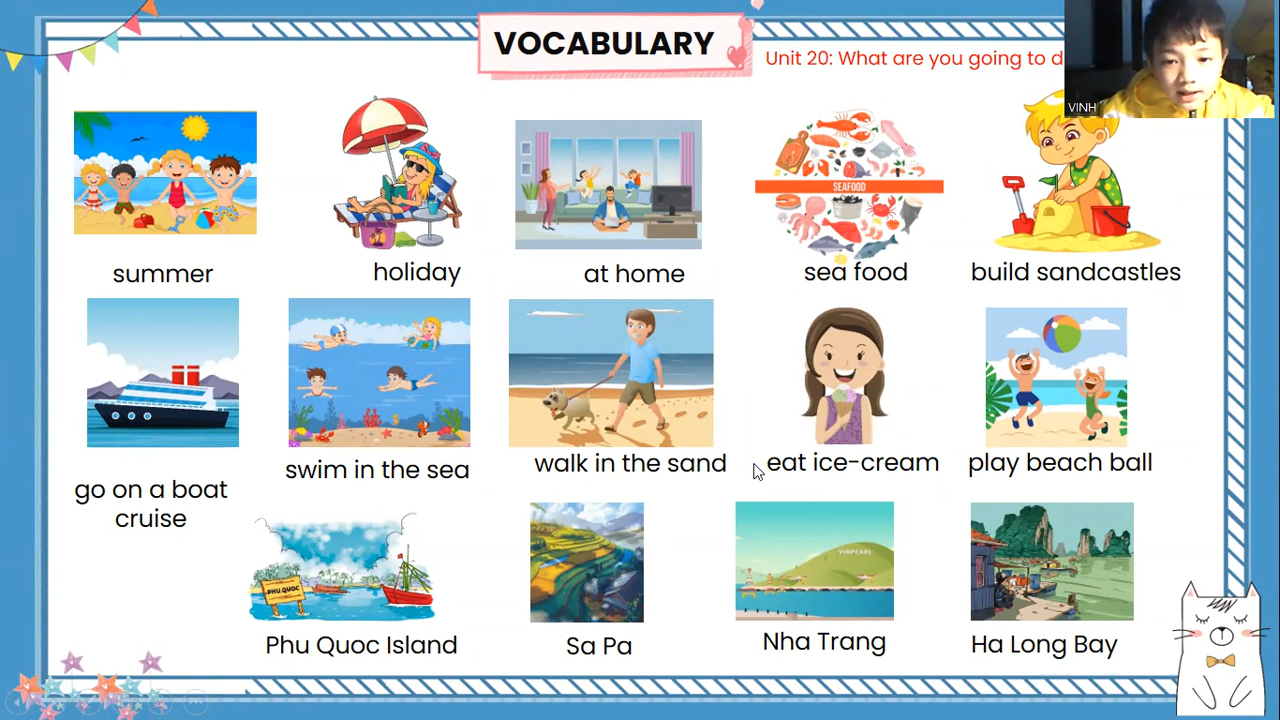 VOCABULARY
Unit 20: What are you going to d
VINH
SEAFOOD
summer
holiday
at home
sea food
build sandcastles
go on a boat
cruise
swim in the sea
walk in the sand
eat ice-cream
play beach ball
PHU QUOC
VINPEARL
Phu Quoc Island
Sa Pa
Nha Trang
Ha Long Bay